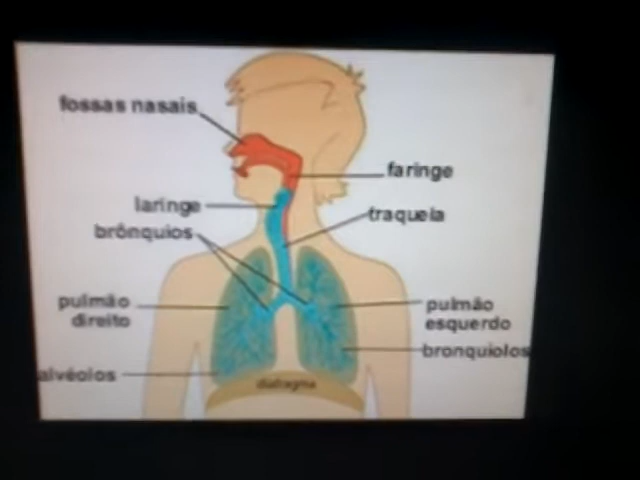 fossas nasais
faringe
laringe
traqueia
brônquios
pulmão
direito
pulmão
esquerdo
bronquiolos
alvéolos